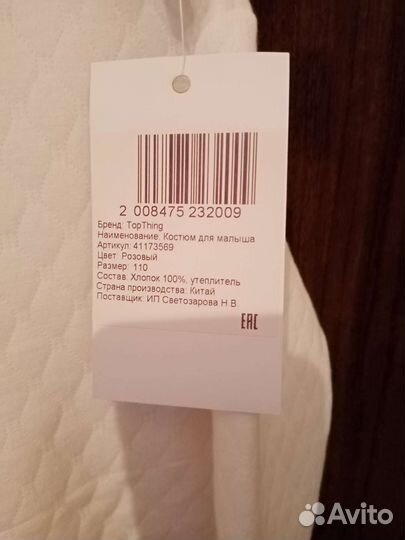 2 008475 232009
Бренд: TopThing
Наименование: Костюм для малыша
Артикул: 41173569
Цвет: Розовый
Размер: 110
Состав: Хлопок 100%, утеплитель
Страна производства: Китай
Поставщик: ИП Светозарова Н В.
ЕАС
Avito